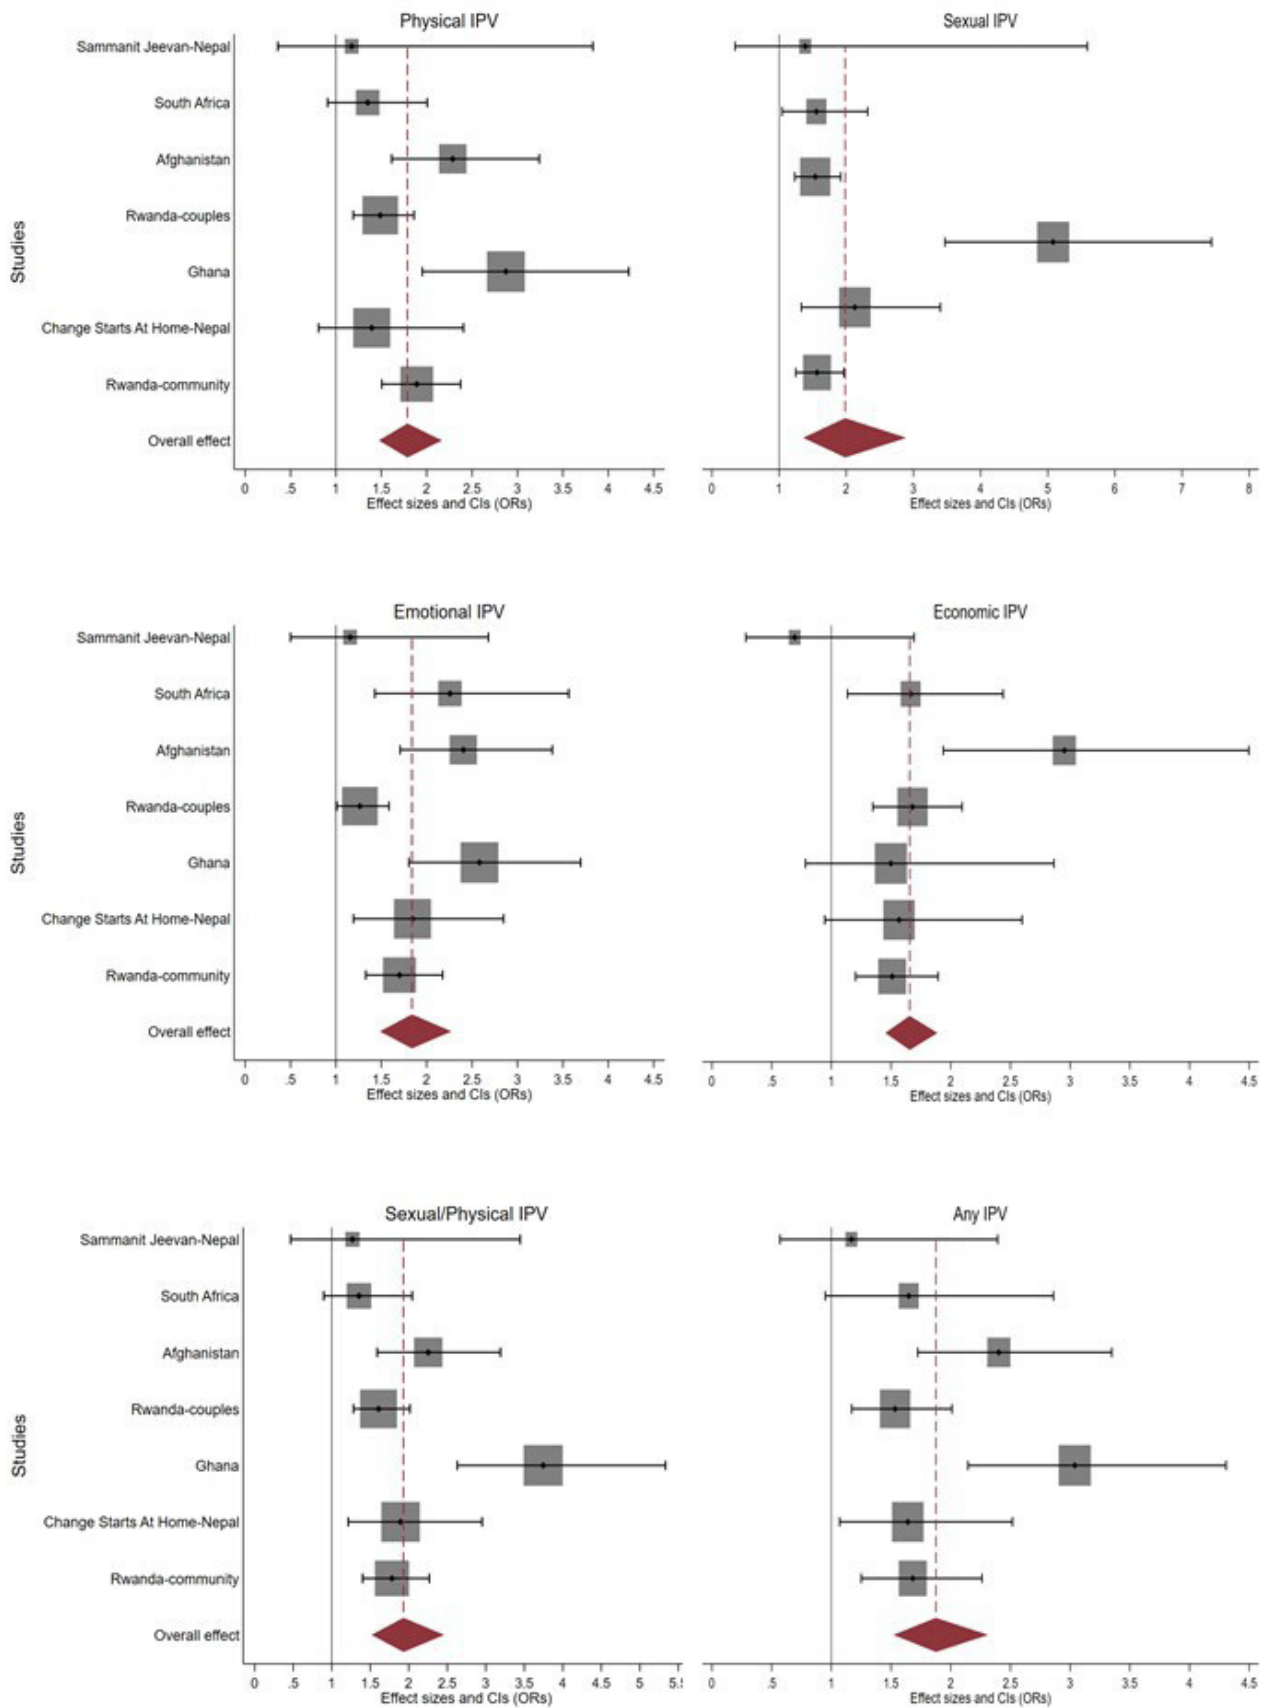 Physical IPV
Sammanit Jeevan-Nepal
South Africa
Afghanistan
Rwanda-couples
Ghana
Change Starts At Home-Nepal
Rwanda-community
Overall effect
Studies
0 .5 1 1.5 2 2.5 3 3.5 4 4.5
Effect sizes and CIs (ORs)
Sexual IPV
0 1 2 3 4 5 6 7 8
Effect sizes and CIs (ORs)
Emotional IPV
Sammanit Jeevan-Nepal
South Africa
Afghanistan
Rwanda-couples
Ghana
Change Starts At Home-Nepal
Rwanda-community
Overall effect
Studies
0 .5 1 1.5 2 2.5 3 3.5 4 4.5
Effect sizes and CIs (ORs)
Economic IPV
0 .5 1 1.5 2 2.5 3 3.5 4 4.5
Effect sizes and CIs (ORs)
Sexual/Physical IPV
Sammanit Jeevan-Nepal
South Africa
Afghanistan
Rwanda-couples
Ghana
Change Starts At Home-Nepal
Rwanda-community
Overall effect
Studies
0 .5 1 1.5 2 2.5 3 3.5 4 4.5 5 5.
Effect sizes and CIs (ORs)
Any IPV
0 .5 1 1.5 2 2.5 3 3.5 4 4.5
Effect sizes and CIs (ORs)